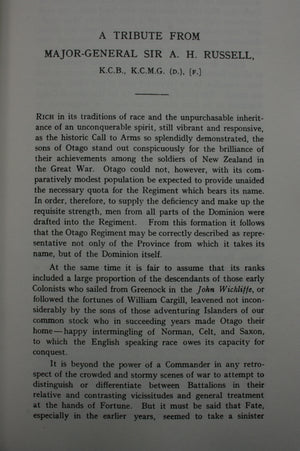 A TRIBUTE FROM
MAJOR-GENERAL SIR A. H. RUSSELL,
K.C.B., K.C.M.G. (D.), [F.]
RICH in its traditions of race and the unpurchasable inherit-
ance of an unconquerable spirit, still vibrant and responsive,
as the historic Call to Arms so splendidly demonstrated, the
sons of Otago stand out conspicuously for the brilliance of
their achievements among the soldiers of New Zealand in
the Great War. Otago could not, however, with its com-
paratively modest population be expected to provide unaided
the necessary quota for the Regiment which bears its name.
In order, therefore, to supply the deficiency and make up the
requisite strength, men from all parts of the Dominion were
drafted into the Regiment. From this formation it follows
that the Otago Regiment may be correctly described as repre-
sentative not only of the Province from which it takes its
name, but of the Dominion itself.
At the same time it is fair to assume that its ranks
included a large proportion of the descendants of those early
Colonists who sailed from Greenock in the John Wickliffe, or
followed the fortunes of William Cargill, leavened not incon-
siderably by the sons of those adventuring Islanders of our
common stock who in succeeding years made Otago their
home—happy intermingling of Norman, Celt, and Saxon,
to which the English speaking race owes its capacity for
conquest.
It is beyond the power of a Commander in any retro-
spect of the crowded and stormy scenes of war to attempt to
distinguish or differentiate between Battalions in their
relative and contrasting vicissitudes and general treatment
at the hands of Fortune. But it must be said that Fate,
especially in the earlier years, seemed to take a sinister